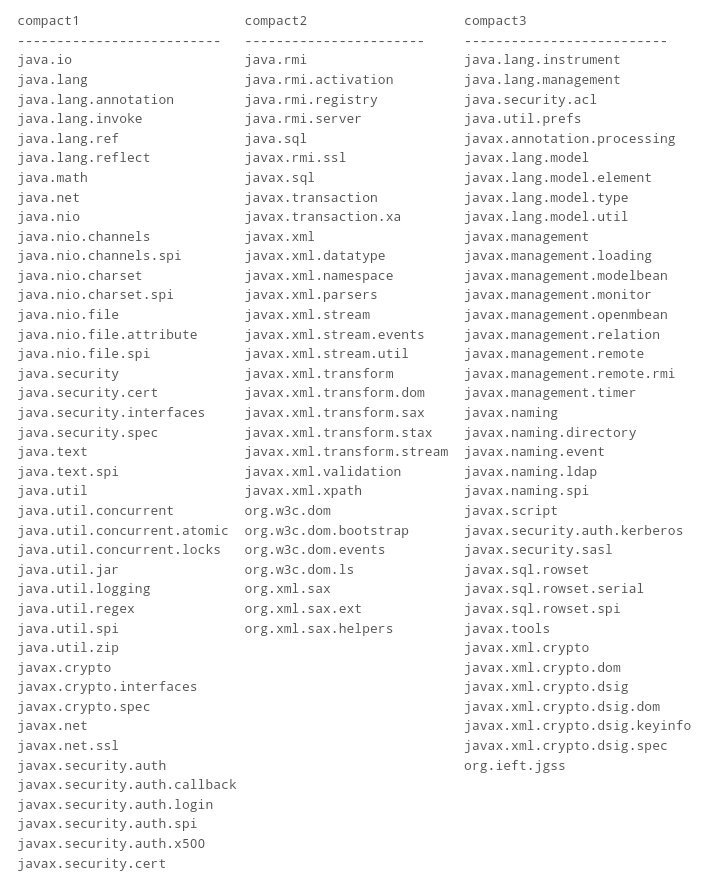 compact1                    compact2                    compact3
--------------------------  -----------------------     --------------------------
java.io                     java.rmi                    java.lang.instrument
java.lang                   java.rmi.activation         java.lang.management
java.lang.annotation        java.rmi.registry           java.security.acl
java.lang.invoke            java.rmi.server             java.util.prefs
java.lang.ref               java.sql                    javax.annotation.processing
java.lang.reflect           javax.rmi.ssl               javax.lang.model
java.math                   javax.sql                   javax.lang.model.element
java.net                    javax.transaction           javax.lang.model.type
java.nio                    javax.transaction.xa        javax.lang.model.util
java.nio.channels           javax.xml                   javax.management
java.nio.channels.spi       javax.xml.datatype          javax.management.loading
java.nio.charset            javax.xml.namespace         javax.management.modelbean
java.nio.charset.spi        javax.xml.parsers           javax.management.monitor
java.nio.file               javax.xml.stream            javax.management.openmbean
java.nio.file.attribute     javax.xml.stream.events     javax.management.relation
java.nio.file.spi           javax.xml.stream.util       javax.management.remote
java.security               javax.xml.transform         javax.management.remote.rmi
java.security.cert          javax.xml.transform.dom     javax.management.timer
java.security.interfaces    javax.xml.transform.sax     javax.naming
java.security.spec          javax.xml.transform.stax    javax.naming.directory
java.text                   javax.xml.transform.stream  javax.naming.event
java.text.spi               javax.xml.validation        javax.naming.ldap
java.util                   javax.xml.xpath             javax.naming.spi
java.util.concurrent        org.w3c.dom                 javax.script
java.util.concurrent.atomic org.w3c.dom.bootstrap       javax.security.auth.kerberos
java.util.concurrent.locks  org.w3c.dom.events          javax.security.sasl
java.util.jar               org.w3c.dom.ls              javax.sql.rowset
java.util.logging           org.xml.sax                 javax.sql.rowset.serial
java.util.regex             org.xml.sax.ext             javax.sql.rowset.spi
java.util.spi               org.xml.sax.helpers         javax.tools
java.util.zip                                           javax.xml.crypto
javax.crypto                                            javax.xml.crypto.dom
javax.crypto.interfaces                                 javax.xml.crypto.dsig
javax.crypto.spec                                       javax.xml.crypto.dsig.dom
javax.net                                               javax.xml.crypto.dsig.keyinfo
javax.net.ssl                                           javax.xml.crypto.dsig.spec
javax.security.auth                                     org.ieft.jgss
javax.security.auth.callback
javax.security.auth.login
javax.security.auth.spi
javax.security.auth.x500
javax.security.cert